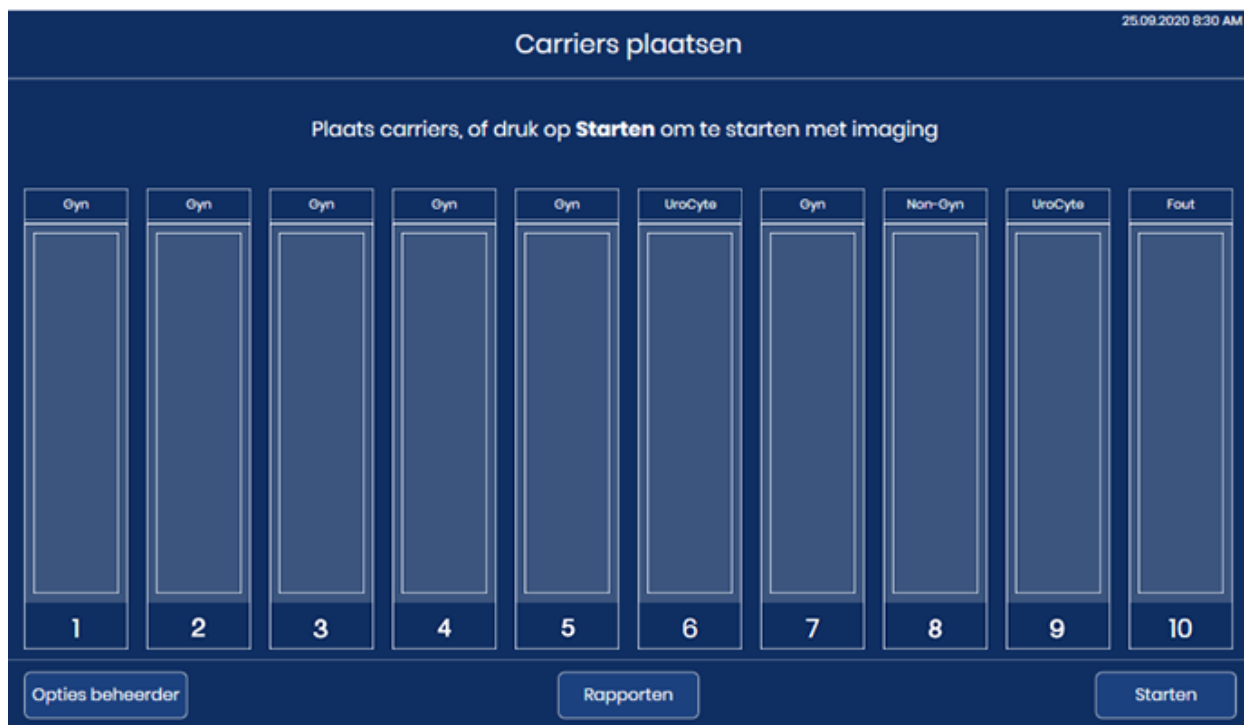 25.09.2020 8:30 AM
Carriers plaatsen
Plaats carriers, of druk op Starten om te starten met imaging
Gyn Gyn Gyn Gyn Gyn UroCyte Gyn Non-Gyn UroCyte Fout
1 2 3 4 5 6 7 8 9 10
Opties beheerder Rapporten Starten